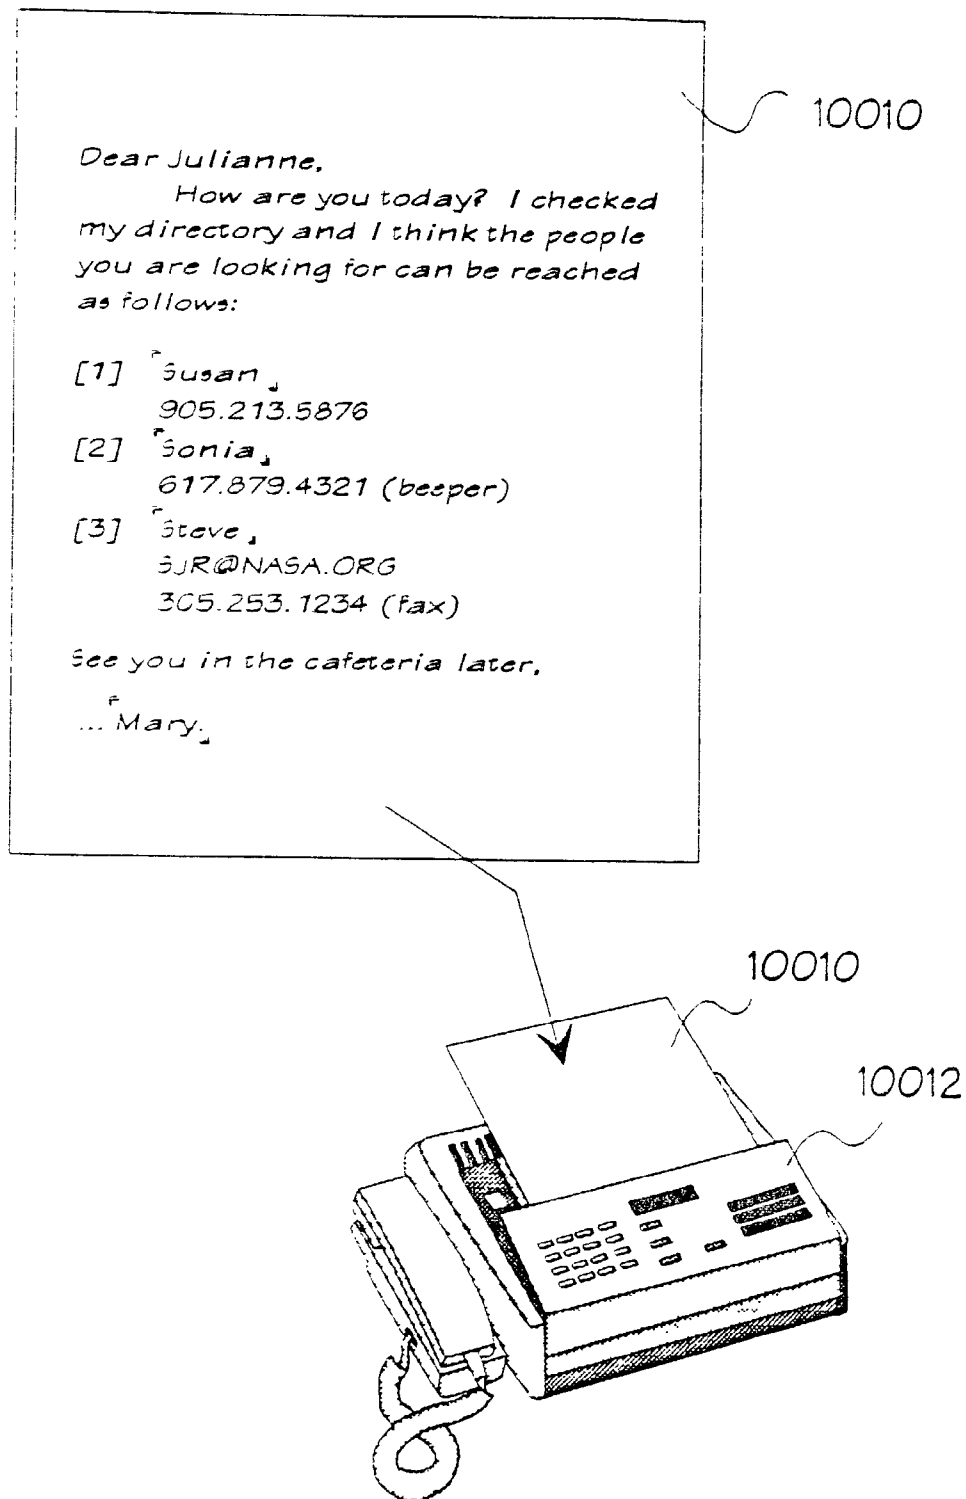 10010
Dear Julianne,
How are you today? I checked
my directory and I think the people
you are looking for can be reached
as follows:
[1] ⌜Susan⌟
905.213.5876
[2] ⌜Sonia⌟
617.879.4321 (beeper)
[3] ⌜Steve⌟
SJR@NASA.ORG
305.253.1234 (fax)
See you in the cafeteria later,
... ⌜Mary.⌟
10010
10012